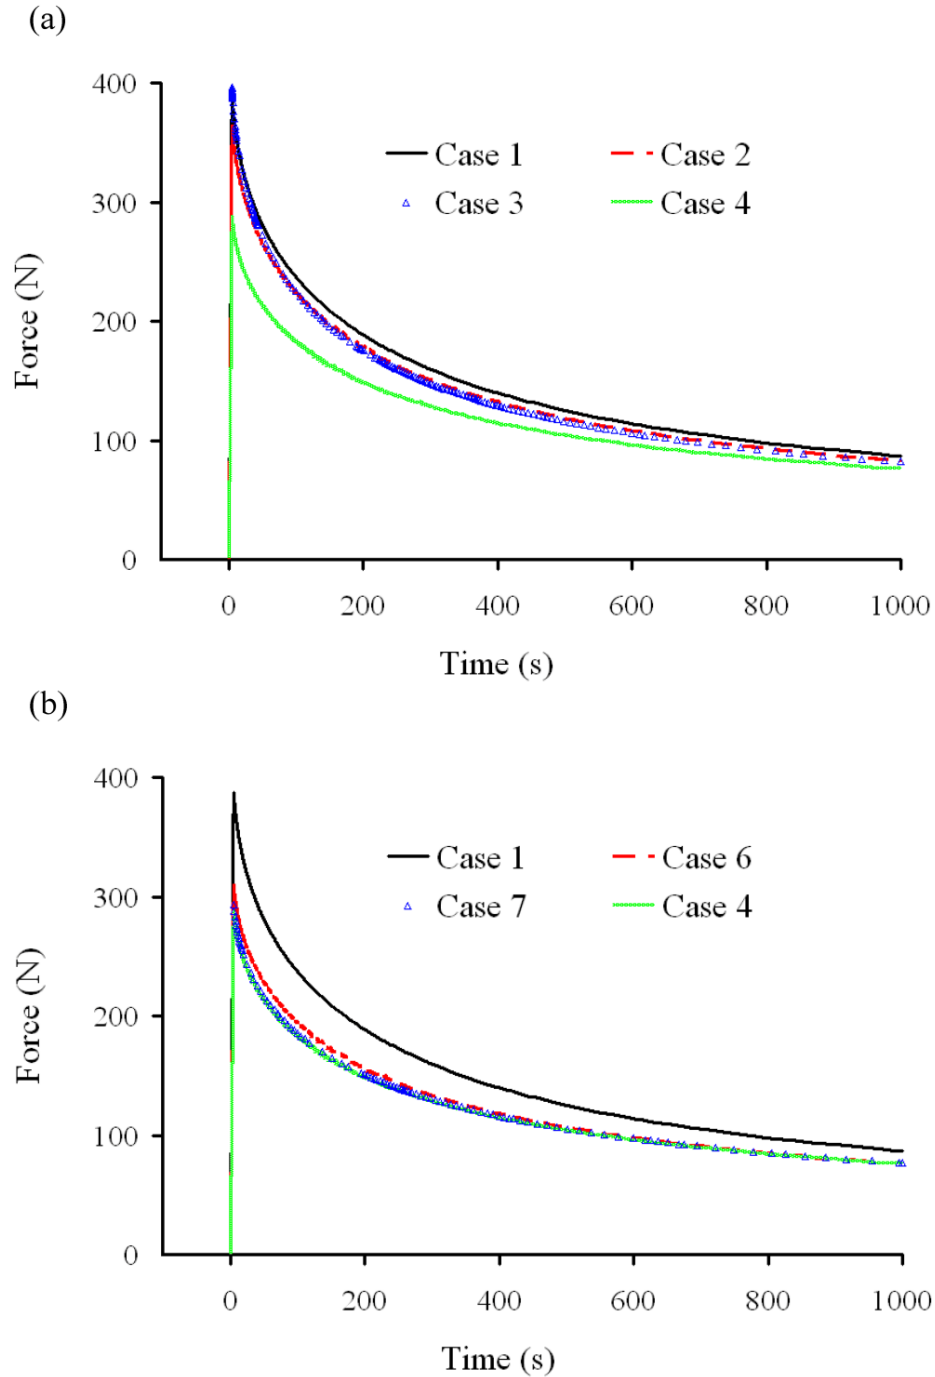 (a)
400
Case 1 Case 2
Case 3 Case 4
300
200
100
0
Force (N)
0 200 400 600 800 1000
Time (s)
(b)
400
Case 1 Case 6
Case 7 Case 4
300
200
100
0
Force (N)
0 200 400 600 800 1000
Time (s)